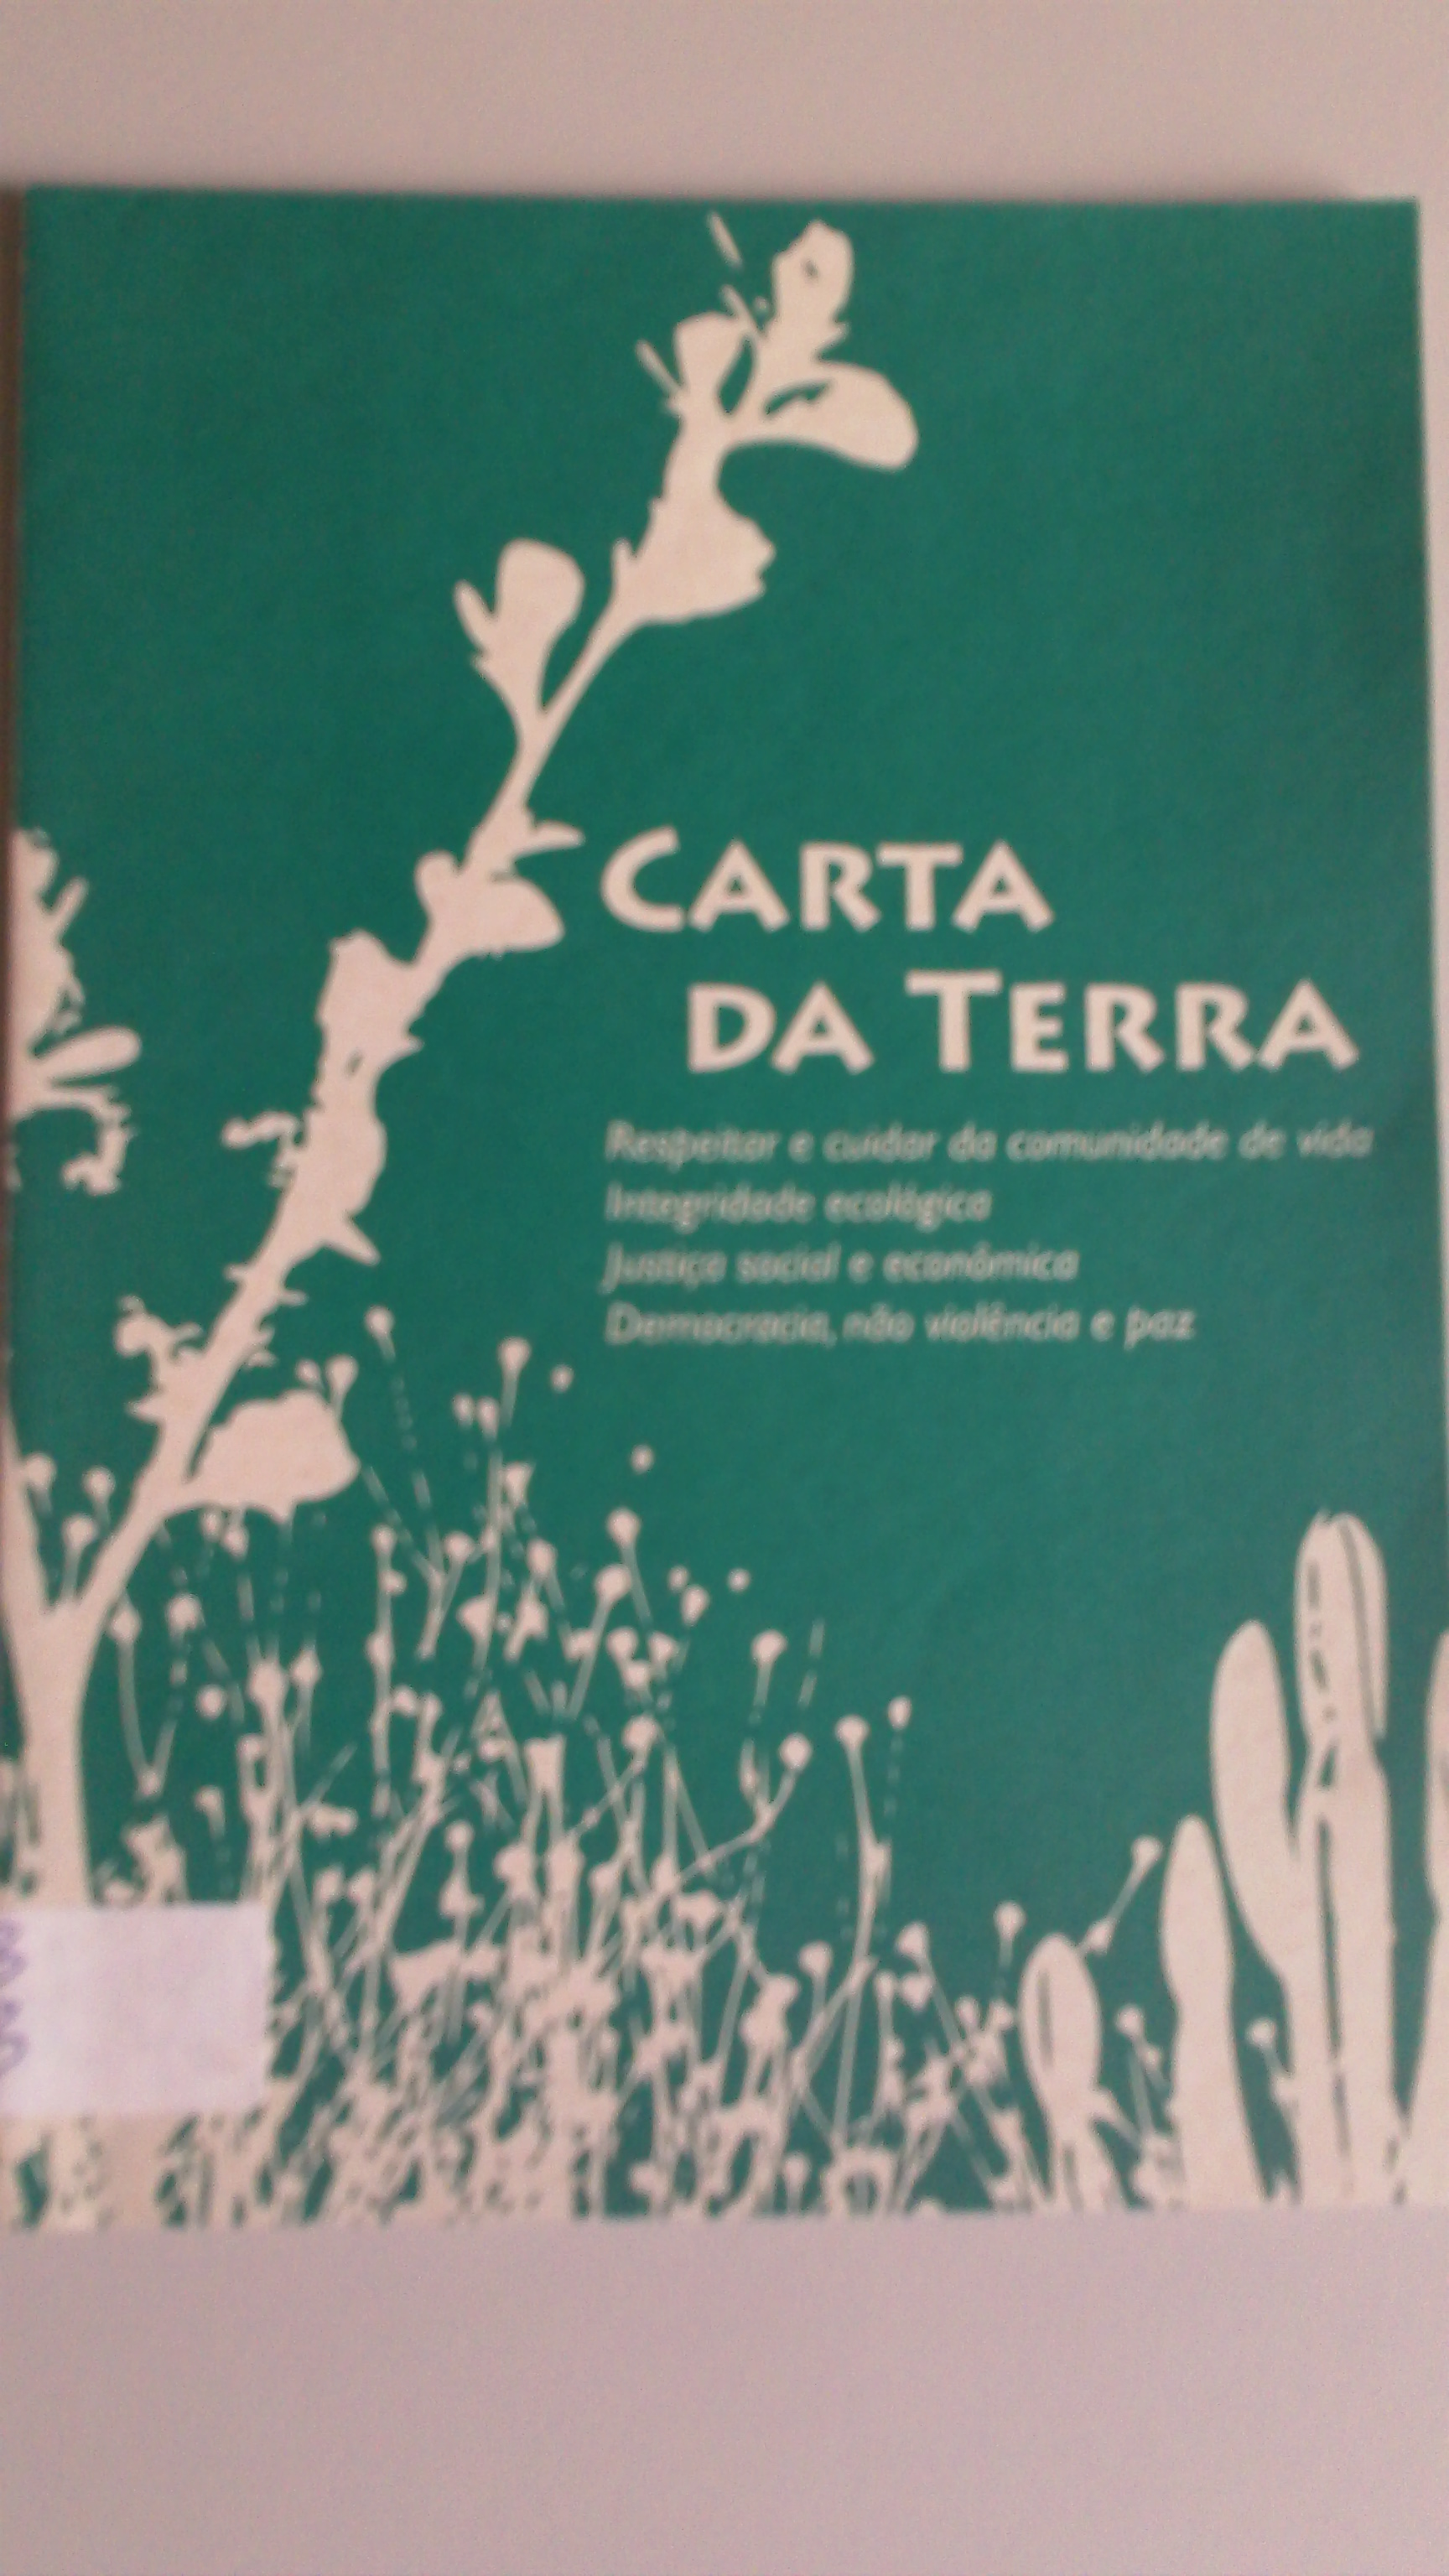 CARTA
DA TERRA
Respeitar e cuidar da comunidade de vida
Integridade ecológica
Justiça social e econômica
Democracia, não violência e paz